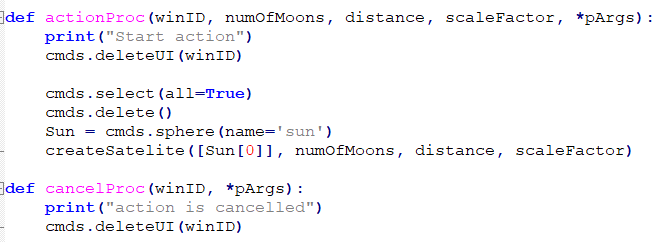 def actionProc(winID, numOfMoons, distance, scaleFactor, *pArgs):
    print("Start action")
    cmds.deleteUI(winID)
    cmds.select(all=True)
    cmds.delete()
    Sun = cmds.sphere(name='sun')
    createSatelite([Sun[0]], numOfMoons, distance, scaleFactor)
def cancelProc(winID, *pArgs):
    print("action is cancelled")
    cmds.deleteUI(winID)